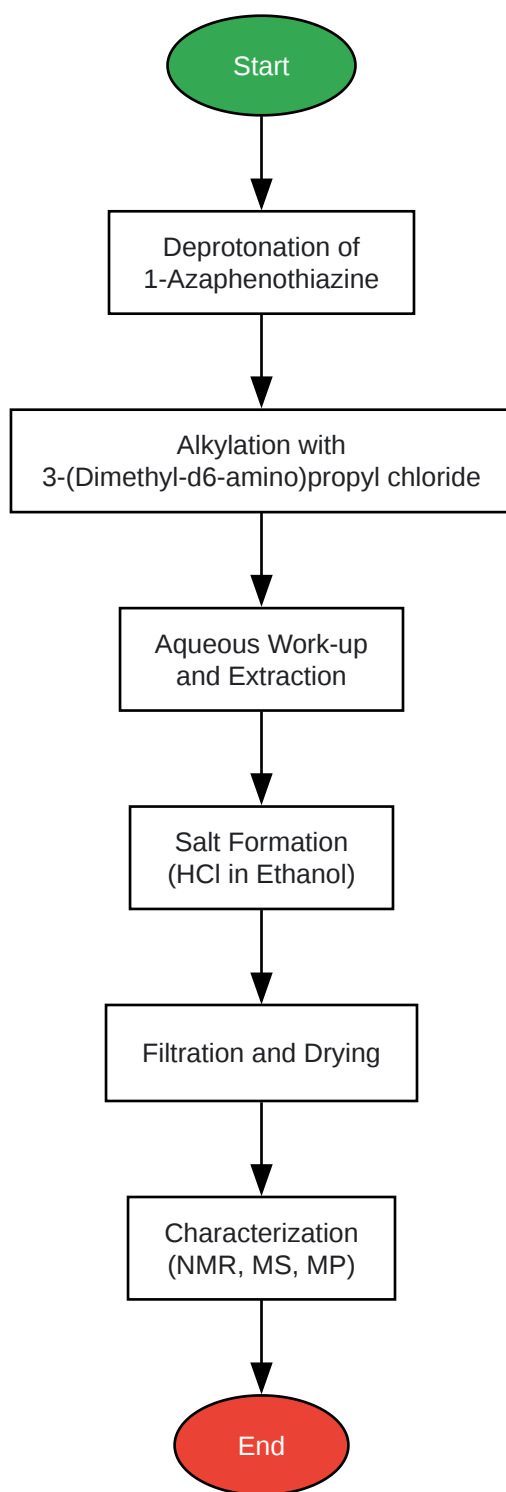 Start
Deprotonation of
1-Azaphenothiazine
Alkylation with
3-(Dimethyl-d6-amino)propyl chloride
Aqueous Work-up
and Extraction
Salt Formation
(HCl in Ethanol)
Filtration and Drying
Characterization
(NMR, MS, MP)
End